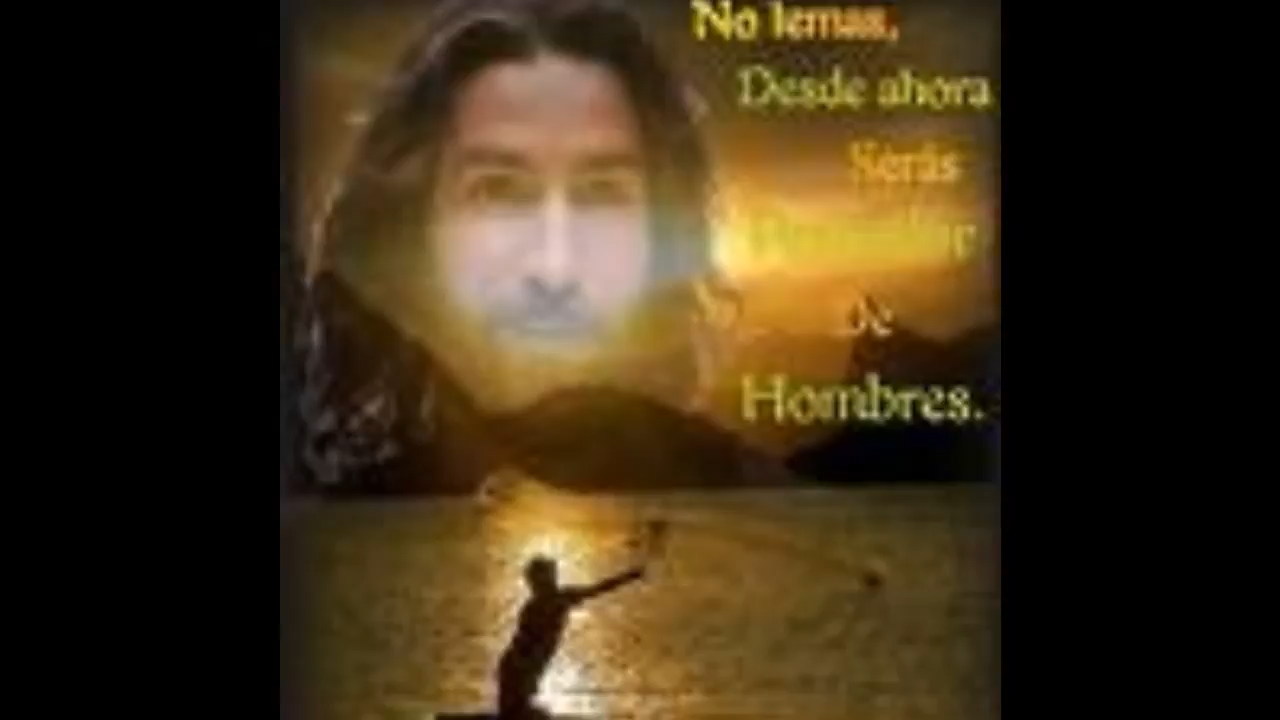 No temas,
Desde ahora
Serás
de
Hombres.